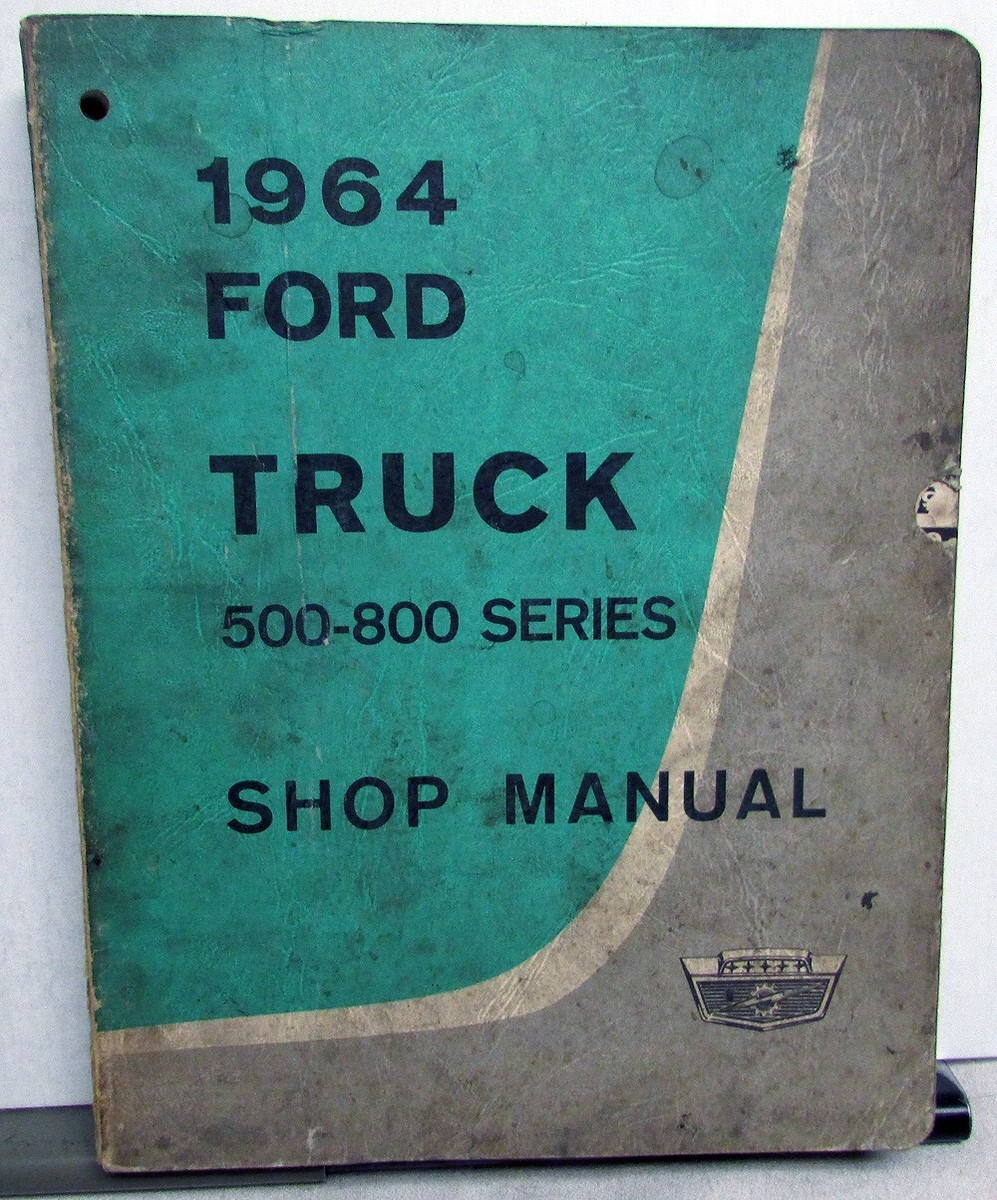 1964
FORD
TRUCK
500-800 SERIES
SHOP MANUAL